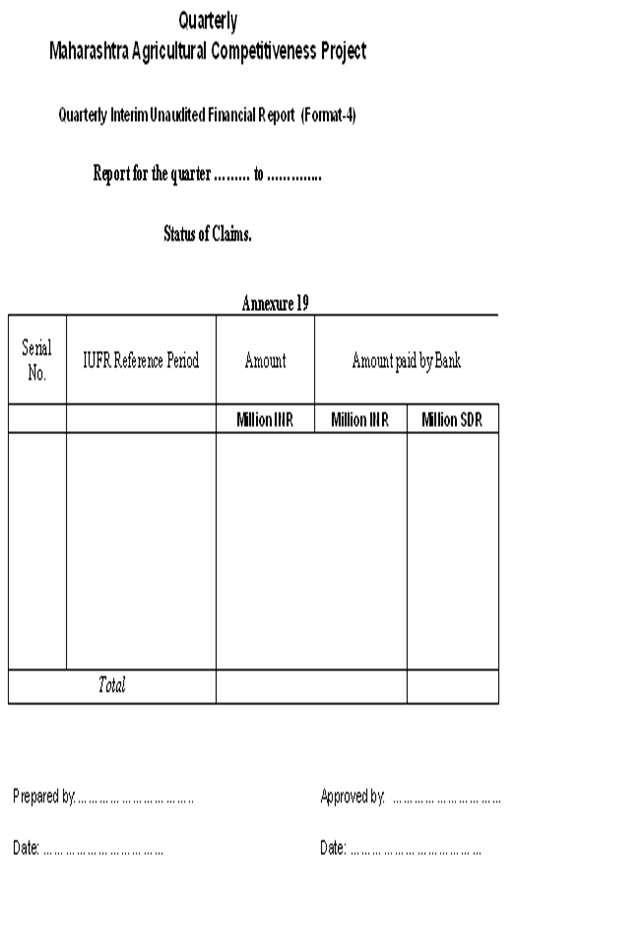 Quarterly
Maharashtra Agricultural Competitiveness Project
Quarterly Interim Unaudited Financial Report (Format-4)
Report for the quarter ......... to ..............
Status of Claims.
Annexure 19
Serial No. IUFR Reference Period Amount Amount paid by Bank
Million INR Million INR Million SDR
Total
Prepared by:................................ Approved by: ..............................
Date: ................................. Date: ....................................